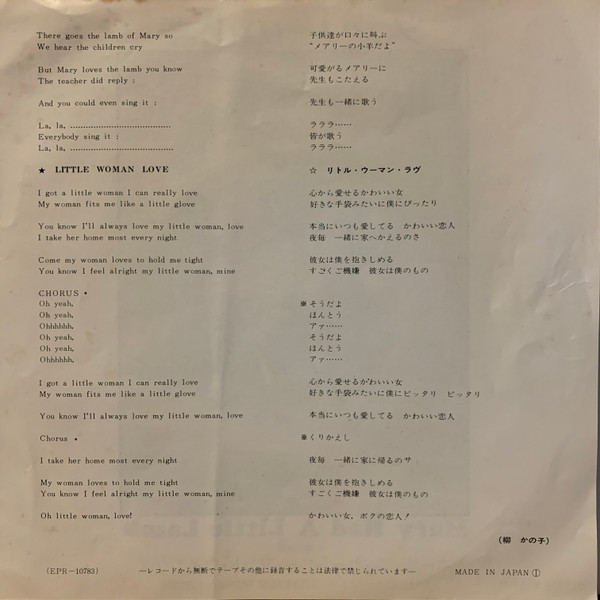 There goes the lamb of Mary so 子供達が口々に叫ぶ
We hear the children cry "メアリーの小羊だよ"
But Mary loves the lamb you know 可愛がるメアリーに
The teacher did reply : 先生もこたえる
And you could even sing it : 先生も一緒に歌う
La, la, ...................................... ラララ……
Everybody sing it : 皆が歌う
La, la, ....................................... ラララ……
★ LITTLE WOMAN LOVE ☆ リトル・ウーマン・ラヴ
I got a little woman I can really love 心から愛せるかわいい女
My woman fits me like a little glove 好きな手袋みたいに僕にぴったり
You know I'll always love my little woman, love 本当にいつも愛してる かわいい恋人
I take her home most every night 夜毎 一緒に家へかえるのさ
Come my woman loves to hold me tight 彼女は僕を抱きしめる
You know I feel alright my little woman, mine すごくご機嫌 彼女は僕のもの
CHORUS *
Oh yeah, ※そうだよ
Oh yeah, ほんとう
Ohhhhhh, アァ……
Oh yeah, そうだよ
Oh yeah, ほんとう
Ohhhhhh, アァ……
I got a little woman I can really love 心から愛せるかわいい女
My woman fits me like a little glove 好きな手袋みたいに僕にピッタリ ピッタリ
You know I'll always love my little woman, love 本当にいつも愛してる かわいい恋人
Chorus * ※くりかえし
I take her home most every night 夜毎 一緒に家に帰るのサ
My woman loves to hold me tight 彼女は僕を抱きしめる
You know I feel alright my little woman, mine すごくご機嫌 彼女は僕のもの
Oh little woman, love! かわいい女，ボクの恋人！
(柳 かの子)
(EPR-10783) ―レコードから無断でテープその他に録音することは法律で禁じられています― MADE IN JAPAN Ⓘ